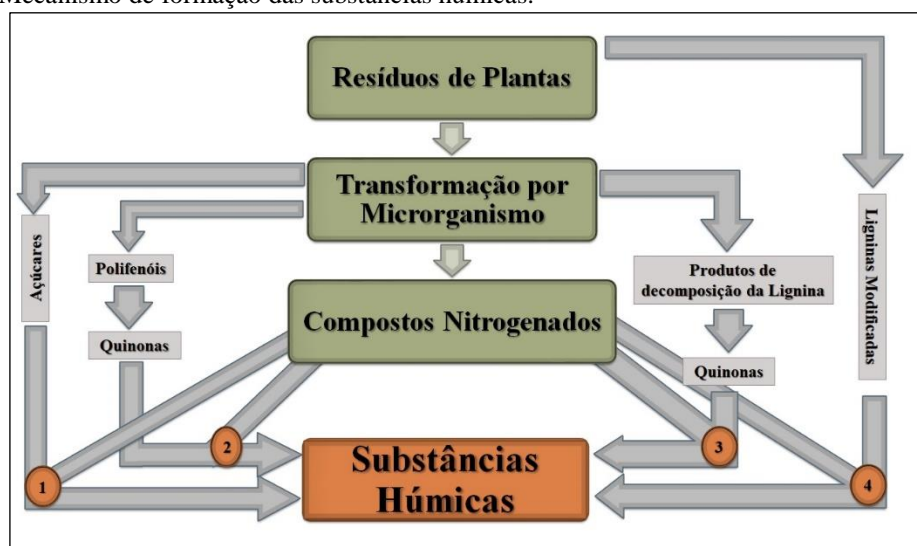 Mecanismo de formação das substâncias húmicas.
Resíduos de Plantas
Transformação por
Microrganismo
Açúcares
Polifenóis
Quinonas
Compostos Nitrogenados
Produtos de
decomposição da Lignina
Quinonas
Ligninas Modificadas
1
2
3
4
Substâncias
Húmicas